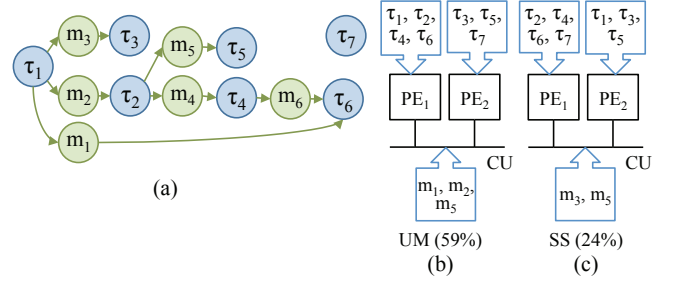 τ1
m3
τ3
m2
τ2
m5
τ5
m4
τ4
m6
τ6
τ7
m1
(a)
τ1, τ2,
τ4, τ6
τ3, τ5,
τ7
PE1
PE2
CU
m1, m2,
m5
UM (59%)
(b)
τ2, τ4,
τ6, τ7
τ1, τ3,
τ5
PE1
PE2
CU
m3, m5
SS (24%)
(c)